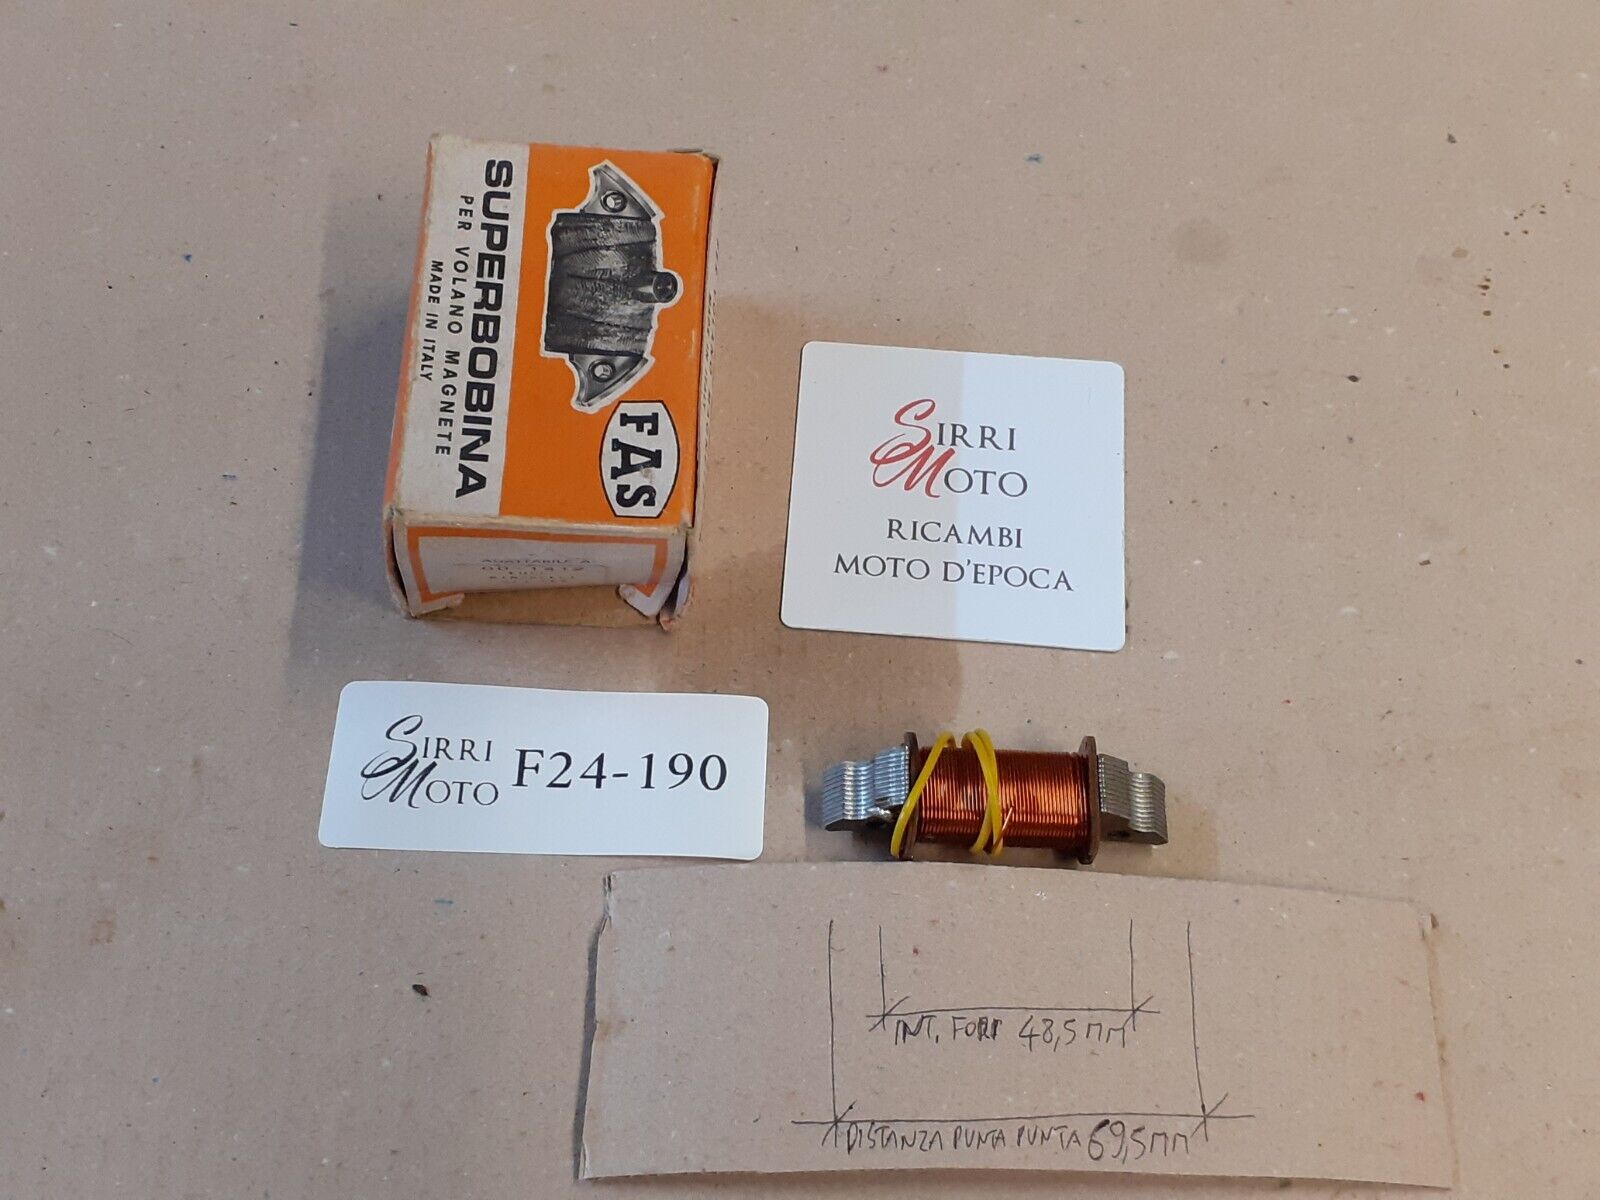 SUPERBOBINA
PER VOLANO MAGNETE
MADE IN ITALY
FAS
ADATTABILE A
SIRRI
MOTO
RICAMBI
MOTO D'EPOCA
SIRRI
MOTO
F24-190
INT. FORI 48,5 MM
DISTANZA PUNTA PUNTA 69,5 MM